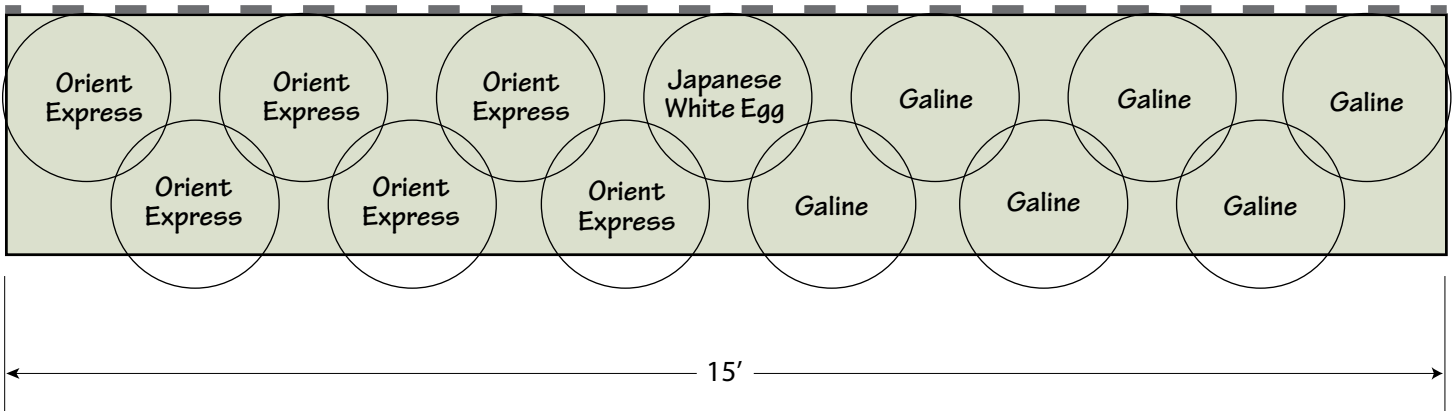 Orient
Express
Orient
Express
Orient
Express
Japanese
White Egg
Galine
Galine
Galine
Orient
Express
Orient
Express
Orient
Express
Galine
Galine
Galine
15’